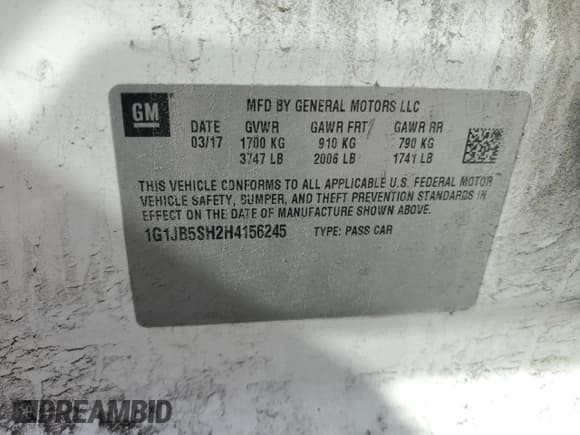 GM
MFD BY GENERAL MOTORS LLC
DATE GVWR GAWR FRT GAWR RR
03/17 1700 KG 910 KG 790 KG
3747 LB 2006 LB 1741 LB
THIS VEHICLE CONFORMS TO ALL APPLICABLE U.S. FEDERAL MOTOR
VEHICLE SAFETY, BUMPER, AND THEFT PREVENTION STANDARDS IN
EFFECT ON THE DATE OF MANUFACTURE SHOWN ABOVE.
1G1JB5SH2H4156245 TYPE: PASS CAR
DREAMBID